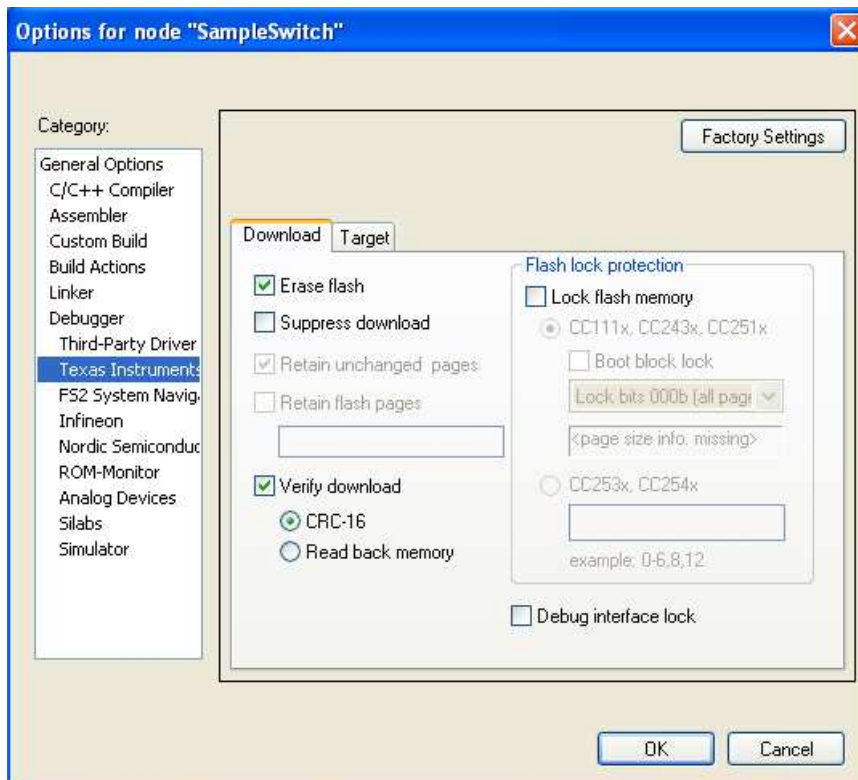 Options for node "SampleSwitch"
Category:
Factory Settings
General Options
C/C++ Compiler
Assembler
Custom Build
Build Actions
Linker
Debugger
Third-Party Driver
Texas Instruments
FS2 System Navig
Infineon
Nordic Semiconduc
ROM-Monitor
Analog Devices
Silabs
Simulator
Download
Target
Erase flash
Suppress download
Retain unchanged pages
Retain flash pages
Verify download
CRC-16
Read back memory
Flash lock protection
Lock flash memory
CC111x, CC243x, CC251x
Boot block lock
Lock bits 000b (all page
<page size info. missing>
CC253x, CC254x
example: 0-6,8,12
Debug interface lock
OK
Cancel